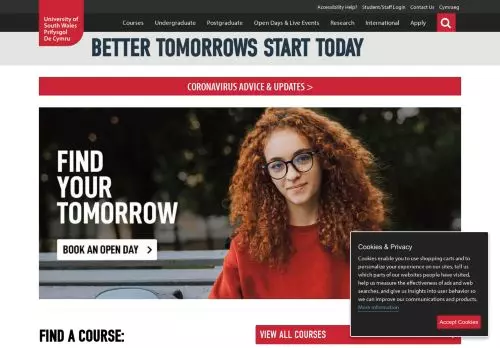 Accessibility Help? Student/Staff Login Contact Us Cymraeg
University of
South Wales
Prifysgol
De Cymru
Courses Undergraduate Postgraduate Open Days & Live Events Research International Apply
BETTER TOMORROWS START TODAY
CORONAVIRUS ADVICE & UPDATES >
FIND
YOUR
TOMORROW
BOOK AN OPEN DAY >
Cookies & Privacy
Cookies enable you to use shopping carts and to
personalize your experience on our sites, tell us
which parts of our websites people have visited,
help us measure the effectiveness of ads and web
searches, and give us insights into user behavior so
we can improve our communications and products.
More information
Accept Cookies
FIND A COURSE:
VIEW ALL COURSES